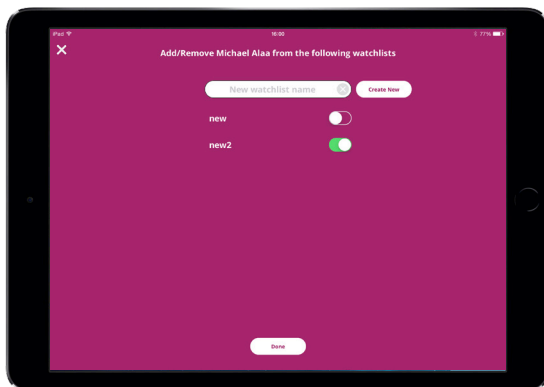 iPad 16:00 77%
Add/Remove Michael Alaa from the following watchlists
New watchlist name Create New
new
new2
Done